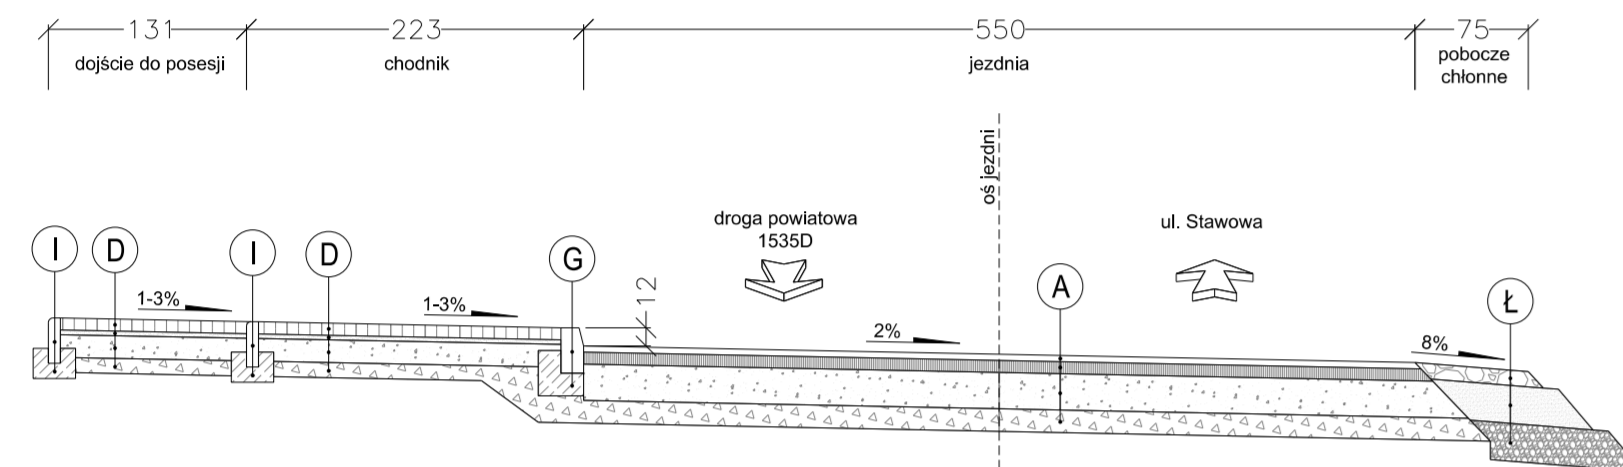 131 223 550 75
dojście do posesji chodnik jezdnia pobocze
chłonne
oś jezdni
droga powiatowa
1535D
ul. Stawowa
I D I D G A Ł
1-3% 1-3% 12 2% 8%